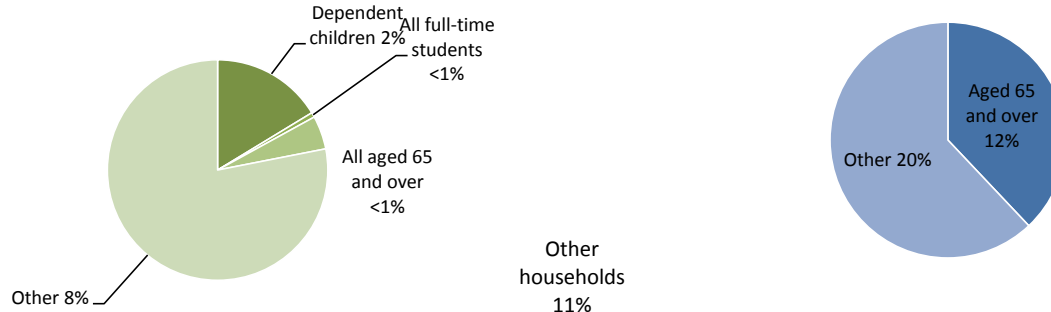 Dependent
children 2%
All full-time
students
<1%
All aged 65
and over
<1%
Other 8%
Other
households
11%
Aged 65
and over
12%
Other 20%